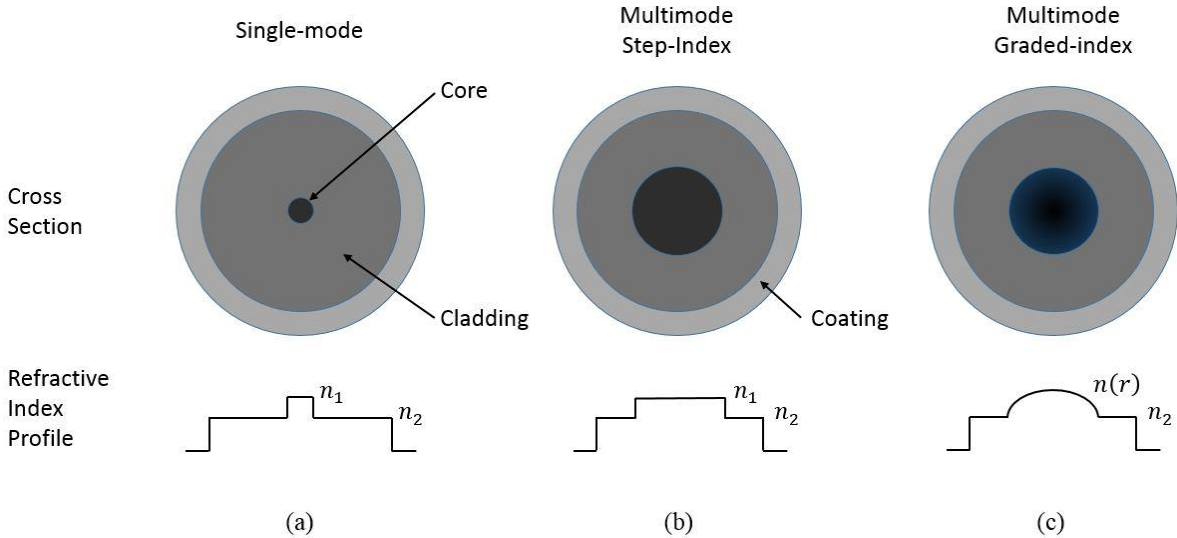 Single-mode
Multimode
Step-Index
Multimode
Graded-index
Core
Cross
Section
Cladding
Coating
Refractive
Index
Profile
n₁
n₂
n₁
n₂
n(r)
n₂
(a)
(b)
(c)